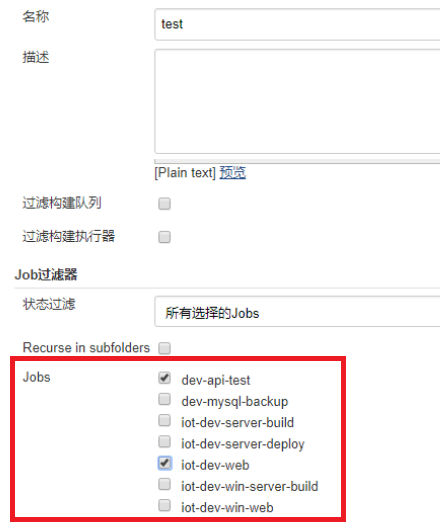 名称 test
描述
[Plain text] 预览
过滤构建队列
过滤构建执行器
Job过滤器
状态过滤 所有选择的Jobs
Recurse in subfolders
Jobs dev-api-test
dev-mysql-backup
iot-dev-server-build
iot-dev-server-deploy
iot-dev-web
iot-dev-win-server-build
iot-dev-win-web